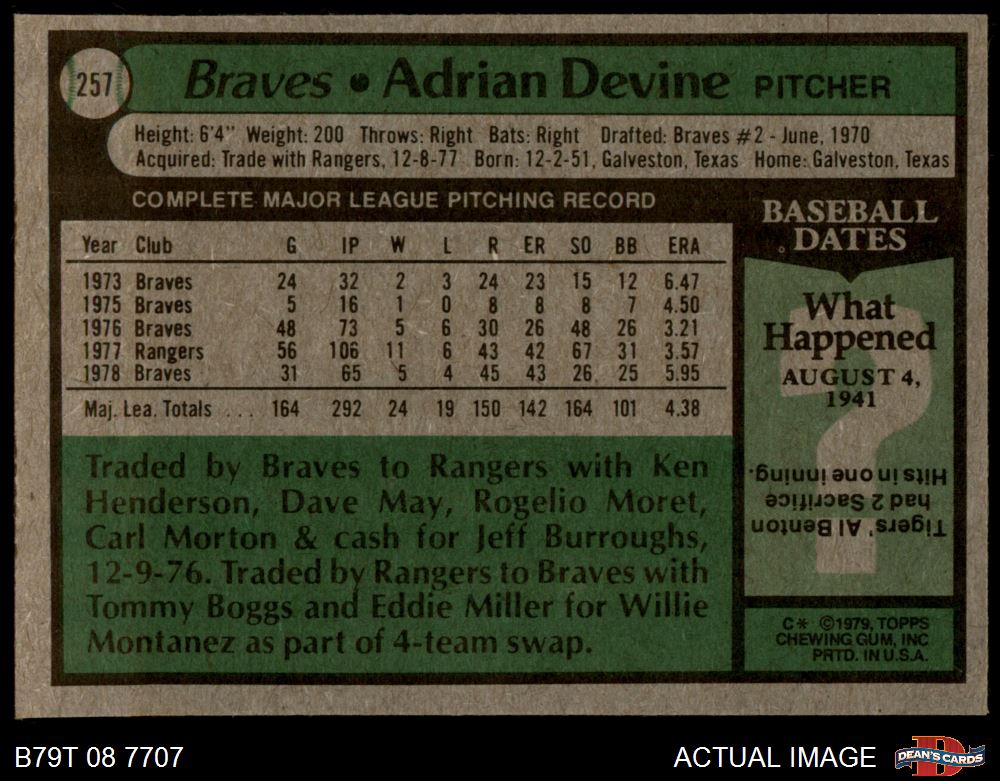 257
Braves • Adrian Devine PITCHER
Height: 6'4" Weight: 200 Throws: Right Bats: Right Drafted: Braves #2 - June, 1970
Acquired: Trade with Rangers, 12-8-77 Born: 12-2-51, Galveston, Texas Home: Galveston, Texas
COMPLETE MAJOR LEAGUE PITCHING RECORD
Year Club G IP W L R ER SO BB ERA
1973 Braves 24 32 2 3 24 23 15 12 6.47
1975 Braves 5 16 1 0 8 8 8 7 4.50
1976 Braves 48 73 5 6 30 26 48 26 3.21
1977 Rangers 56 106 11 6 43 42 67 31 3.57
1978 Braves 31 65 5 4 45 43 26 25 5.95
Maj. Lea. Totals ... 164 292 24 19 150 142 164 101 4.38
Traded by Braves to Rangers with Ken
Henderson, Dave May, Rogelio Moret,
Carl Morton & cash for Jeff Burroughs,
12-9-76. Traded by Rangers to Braves with
Tommy Boggs and Eddie Miller for Willie
Montanez as part of 4-team swap.
BASEBALL
DATES
What
Happened
AUGUST 4,
1941
?
Tigers' Al Benton
had 2 Sacrifice
Hits in one inning.
C* ©1979, TOPPS
CHEWING GUM, INC
PRTD. IN U.S.A.
B79T 08 7707
ACTUAL IMAGE
D
DEAN'S CARDS